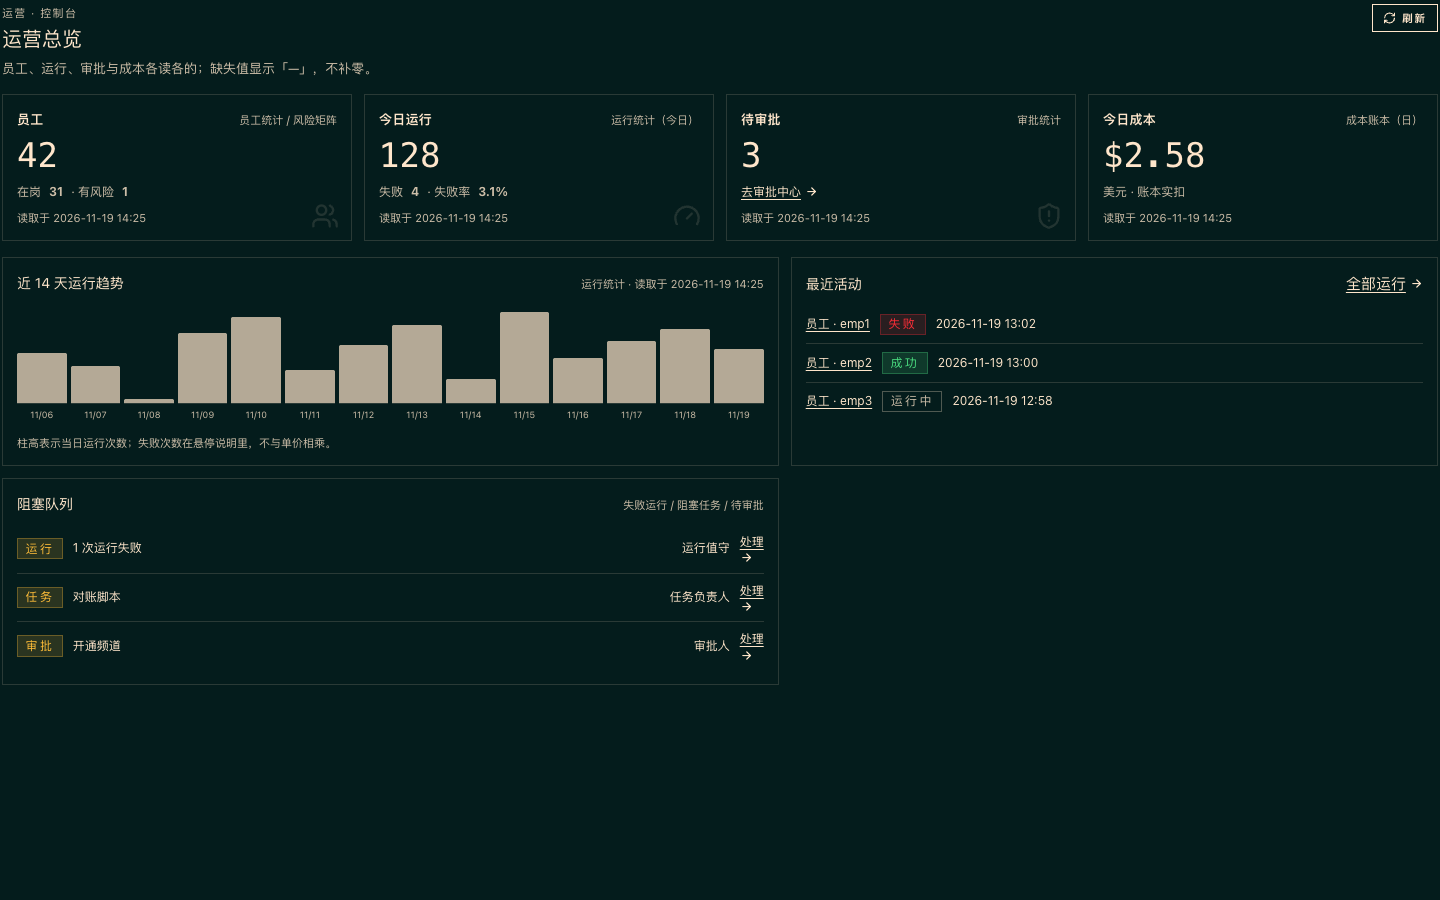 运营 · 控制台
运营总览
刷新
员工、运行、审批与成本各读各的；缺失值显示「—」，不补零。
员工
员工统计 / 风险矩阵
42
在岗 31 · 有风险 1
读取于 2026-11-19 14:25
今日运行
运行统计（今日）
128
失败 4 · 失败率 3.1%
读取于 2026-11-19 14:25
待审批
审批统计
3
去审批中心 →
读取于 2026-11-19 14:25
今日成本
成本账本（日）
$2.58
美元 · 账本实扣
读取于 2026-11-19 14:25
近 14 天运行趋势
运行统计 · 读取于 2026-11-19 14:25
11/06 11/07 11/08 11/09 11/10 11/11 11/12 11/13 11/14 11/15 11/16 11/17 11/18 11/19
柱高表示当日运行次数；失败次数在悬停说明里，不与单价相乘。
最近活动
全部运行 →
员工 · emp1 失败 2026-11-19 13:02
员工 · emp2 成功 2026-11-19 13:00
员工 · emp3 运行中 2026-11-19 12:58
阻塞队列
失败运行 / 阻塞任务 / 待审批
运行 1 次运行失败 运行值守 处理 →
任务 对账脚本 任务负责人 处理 →
审批 开通频道 审批人 处理 →